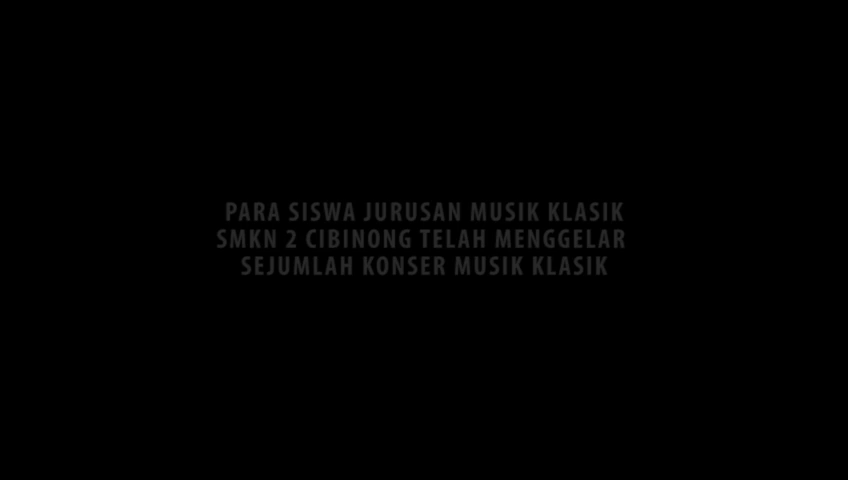 PARA SISWA JURUSAN MUSIK KLASIK
SMKN 2 CIBINONG TELAH MENGGELAR
SEJUMLAH KONSER MUSIK KLASIK